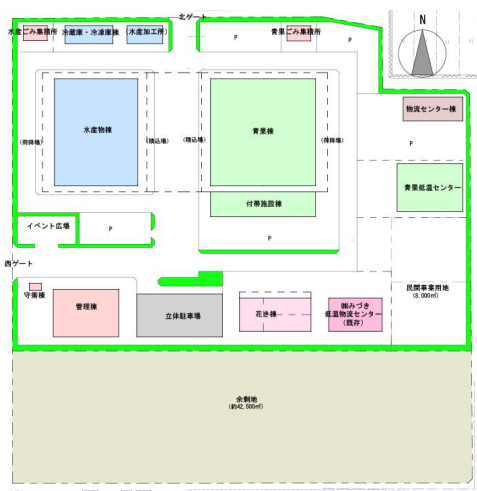 北ゲート
水産ごみ集積所
冷蔵庫・冷凍庫棟
(水産加工所)
P
青果ごみ集積所
P
N
物流センター棟
水産物棟
青果棟
(荷降場)
(積込場)
(積込場)
(荷降場)
P
青果低温センター
付帯施設棟
イベント広場
P
P
西ゲート
守衛棟
管理棟
立体駐車場
花き棟
㈱みづき
低温物流センター
(既存)
民間事業用地
(8,000㎡)
余剰地
(約42,500㎡)